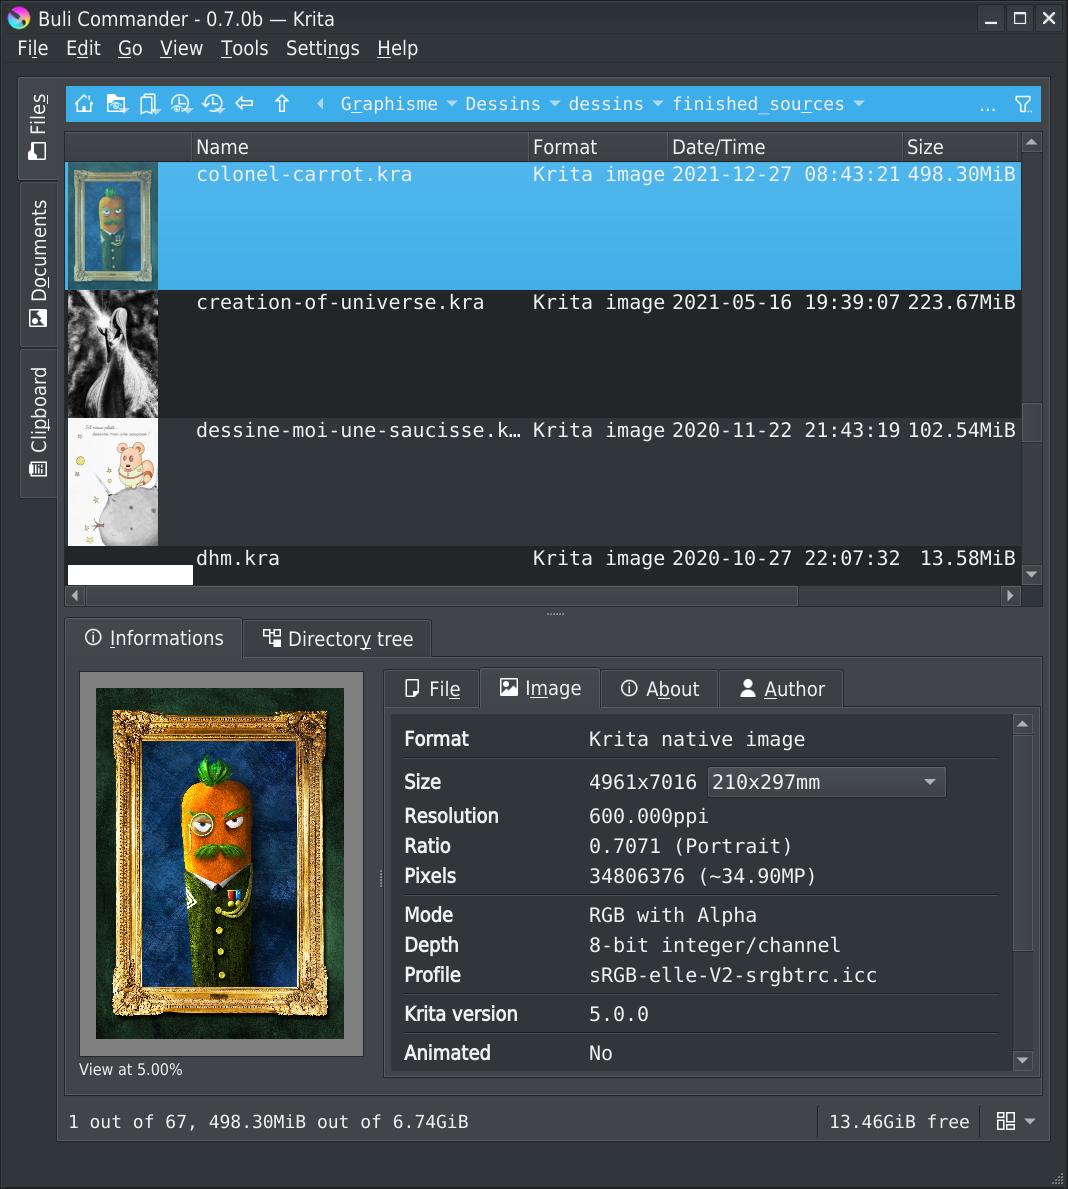 Buli Commander - 0.7.0b — Krita
File Edit Go View Tools Settings Help
Files
Documents
Clipboard
Graphisme Dessins dessins finished_sources ...
Name Format Date/Time Size
colonel-carrot.kra Krita image 2021-12-27 08:43:21 498.30MiB
creation-of-universe.kra Krita image 2021-05-16 19:39:07 223.67MiB
dessine-moi-une-saucisse.k… Krita image 2020-11-22 21:43:19 102.54MiB
dhm.kra Krita image 2020-10-27 22:07:32 13.58MiB
Informations Directory tree
File Image About Author
Format Krita native image
Size 4961x7016 210x297mm
Resolution 600.000ppi
Ratio 0.7071 (Portrait)
Pixels 34806376 (~34.90MP)
Mode RGB with Alpha
Depth 8-bit integer/channel
Profile sRGB-elle-V2-srgbtrc.icc
Krita version 5.0.0
Animated No
View at 5.00%
1 out of 67, 498.30MiB out of 6.74GiB 13.46GiB free